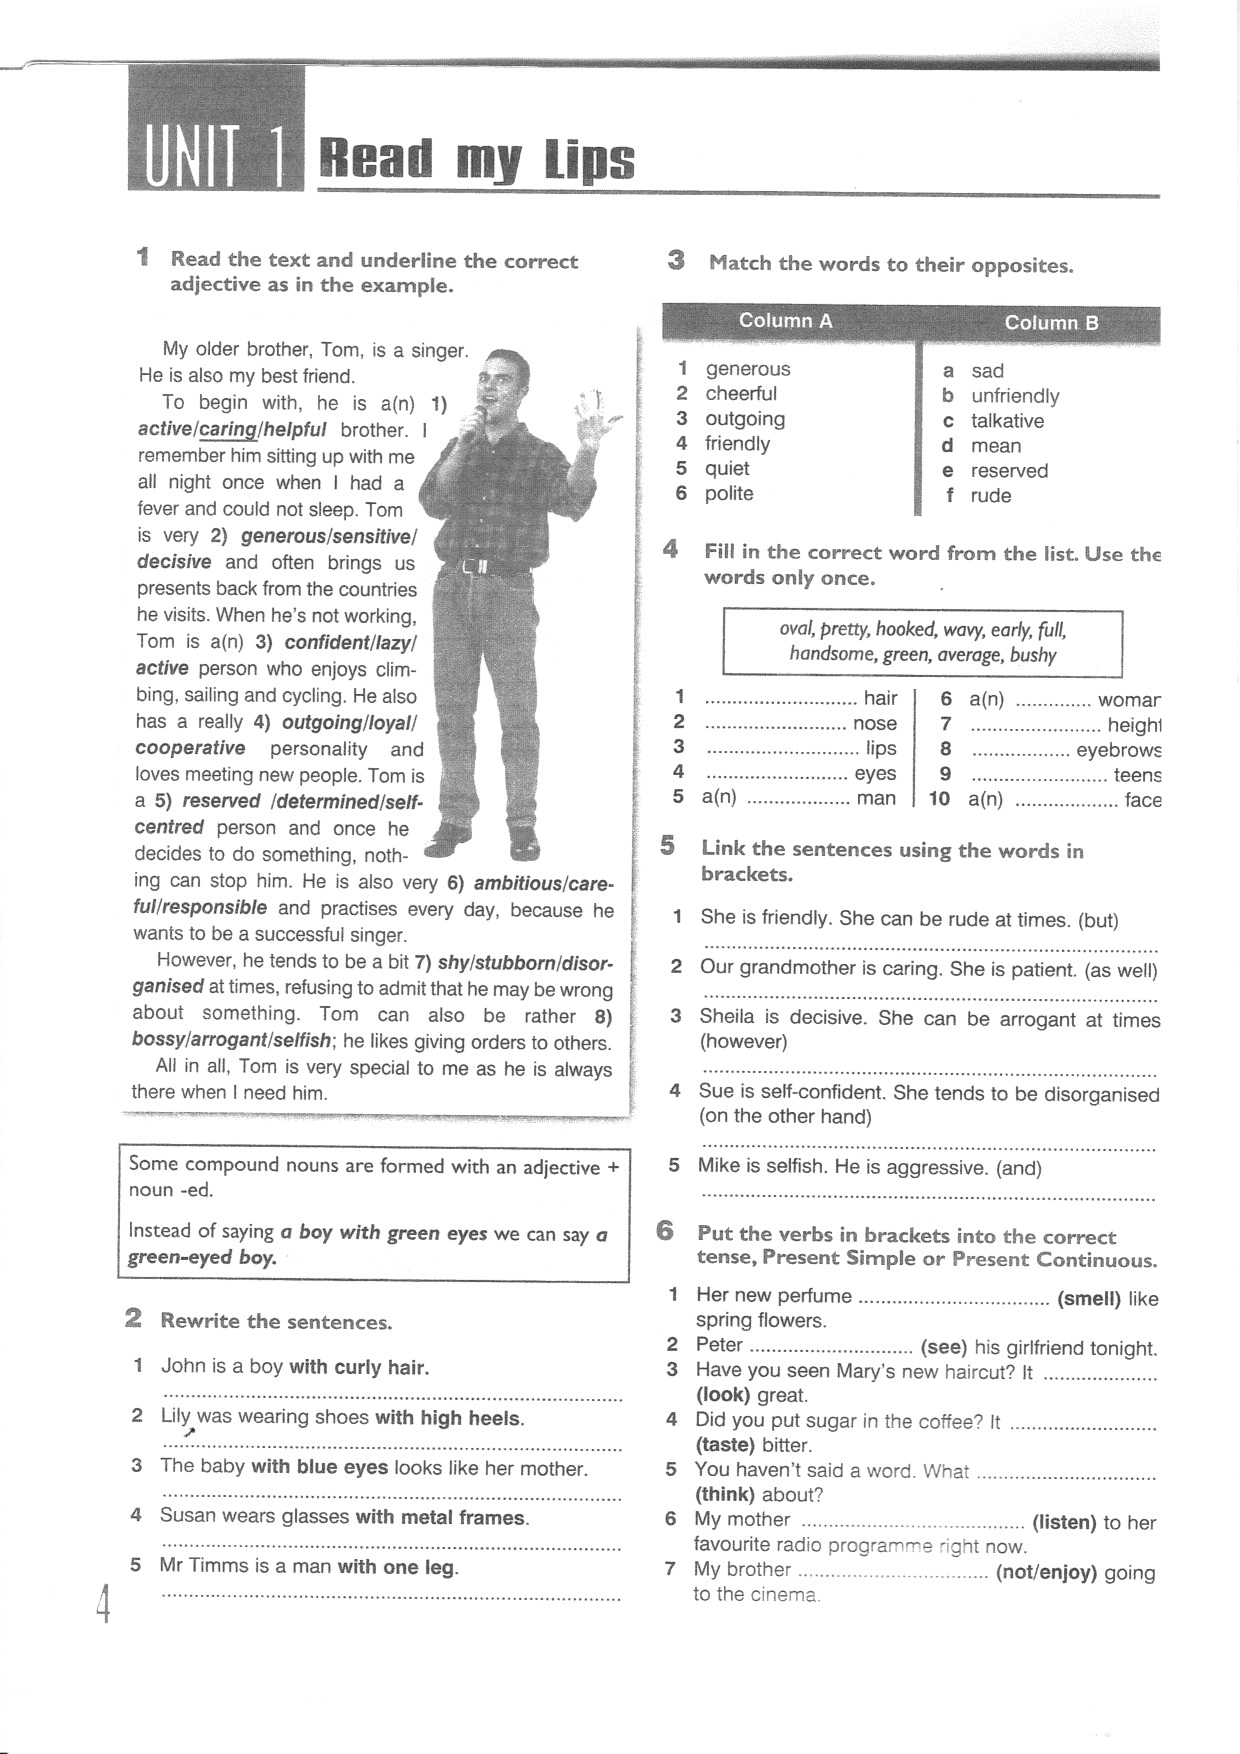 UNIT 1 Read my Lips
1 Read the text and underline the correct
adjective as in the example.
My older brother, Tom, is a singer.
He is also my best friend.
To begin with, he is a(n) 1)
active/caring/helpful brother. I
remember him sitting up with me
all night once when I had a
fever and could not sleep. Tom
is very 2) generous/sensitive/
decisive and often brings us
presents back from the countries
he visits. When he's not working,
Tom is a(n) 3) confident/lazy/
active person who enjoys clim-
bing, sailing and cycling. He also
has a really 4) outgoing/loyal/
cooperative personality and
loves meeting new people. Tom is
a 5) reserved /determined/self-
centred person and once he
decides to do something, noth-
ing can stop him. He is also very 6) ambitious/care-
ful/responsible and practises every day, because he
wants to be a successful singer.
However, he tends to be a bit 7) shy/stubborn/disor-
ganised at times, refusing to admit that he may be wrong
about something. Tom can also be rather 8)
bossy/arrogant/selfish; he likes giving orders to others.
All in all, Tom is very special to me as he is always
there when I need him.
Some compound nouns are formed with an adjective +
noun -ed.
Instead of saying a boy with green eyes we can say a
green-eyed boy.
2 Rewrite the sentences.
1 John is a boy with curly hair.
2 Lily was wearing shoes with high heels.
3 The baby with blue eyes looks like her mother.
4 Susan wears glasses with metal frames.
5 Mr Timms is a man with one leg.
4
3 Match the words to their opposites.
Column A Column B
1 generous a sad
2 cheerful b unfriendly
3 outgoing c talkative
4 friendly d mean
5 quiet e reserved
6 polite f rude
4 Fill in the correct word from the list. Use the
words only once.
oval, pretty, hooked, wavy, early, full,
handsome, green, average, bushy
1 ........................... hair 6 a(n) .............. woman
2 ......................... nose 7 ....................... height
3 ........................... lips 8 ................. eyebrows
4 ......................... eyes 9 ........................ teens
5 a(n) .................. man 10 a(n) .................. face
5 Link the sentences using the words in
brackets.
1 She is friendly. She can be rude at times. (but)
2 Our grandmother is caring. She is patient. (as well)
3 Sheila is decisive. She can be arrogant at times
(however)
4 Sue is self-confident. She tends to be disorganised
(on the other hand)
5 Mike is selfish. He is aggressive. (and)
6 Put the verbs in brackets into the correct
tense, Present Simple or Present Continuous.
1 Her new perfume .................................. (smell) like
spring flowers.
2 Peter ............................. (see) his girlfriend tonight.
3 Have you seen Mary's new haircut? It ....................
(look) great.
4 Did you put sugar in the coffee? It ..........................
(taste) bitter.
5 You haven't said a word. What ................................
(think) about?
6 My mother ........................................ (listen) to her
favourite radio programme right now.
7 My brother .................................. (not/enjoy) going
to the cinema.